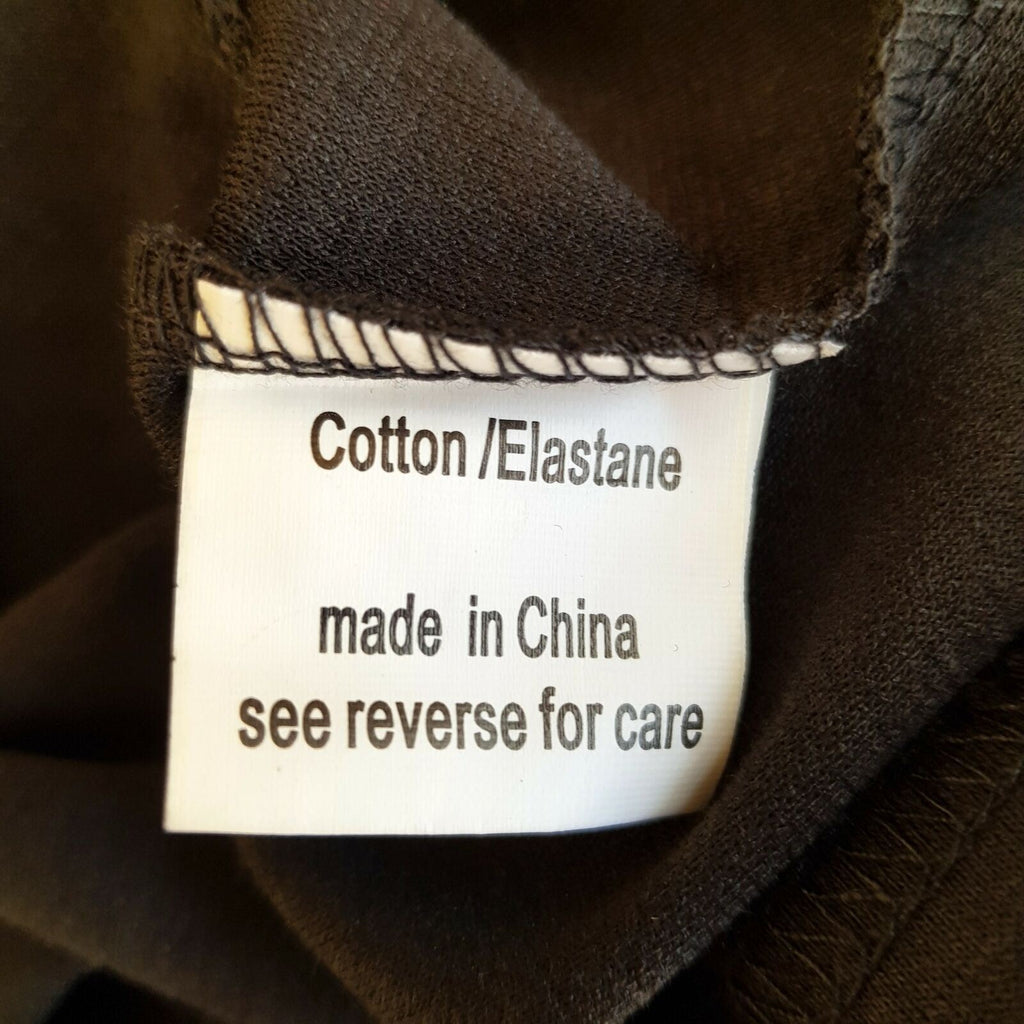 Cotton /Elastane
made in China
see reverse for care